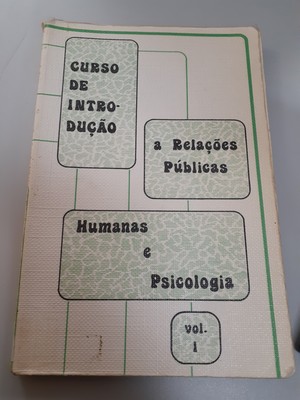 CURSO
DE
INTRO-
DUÇÃO
a Relações
Públicas
Humanas
e
Psicologia
vol.
1